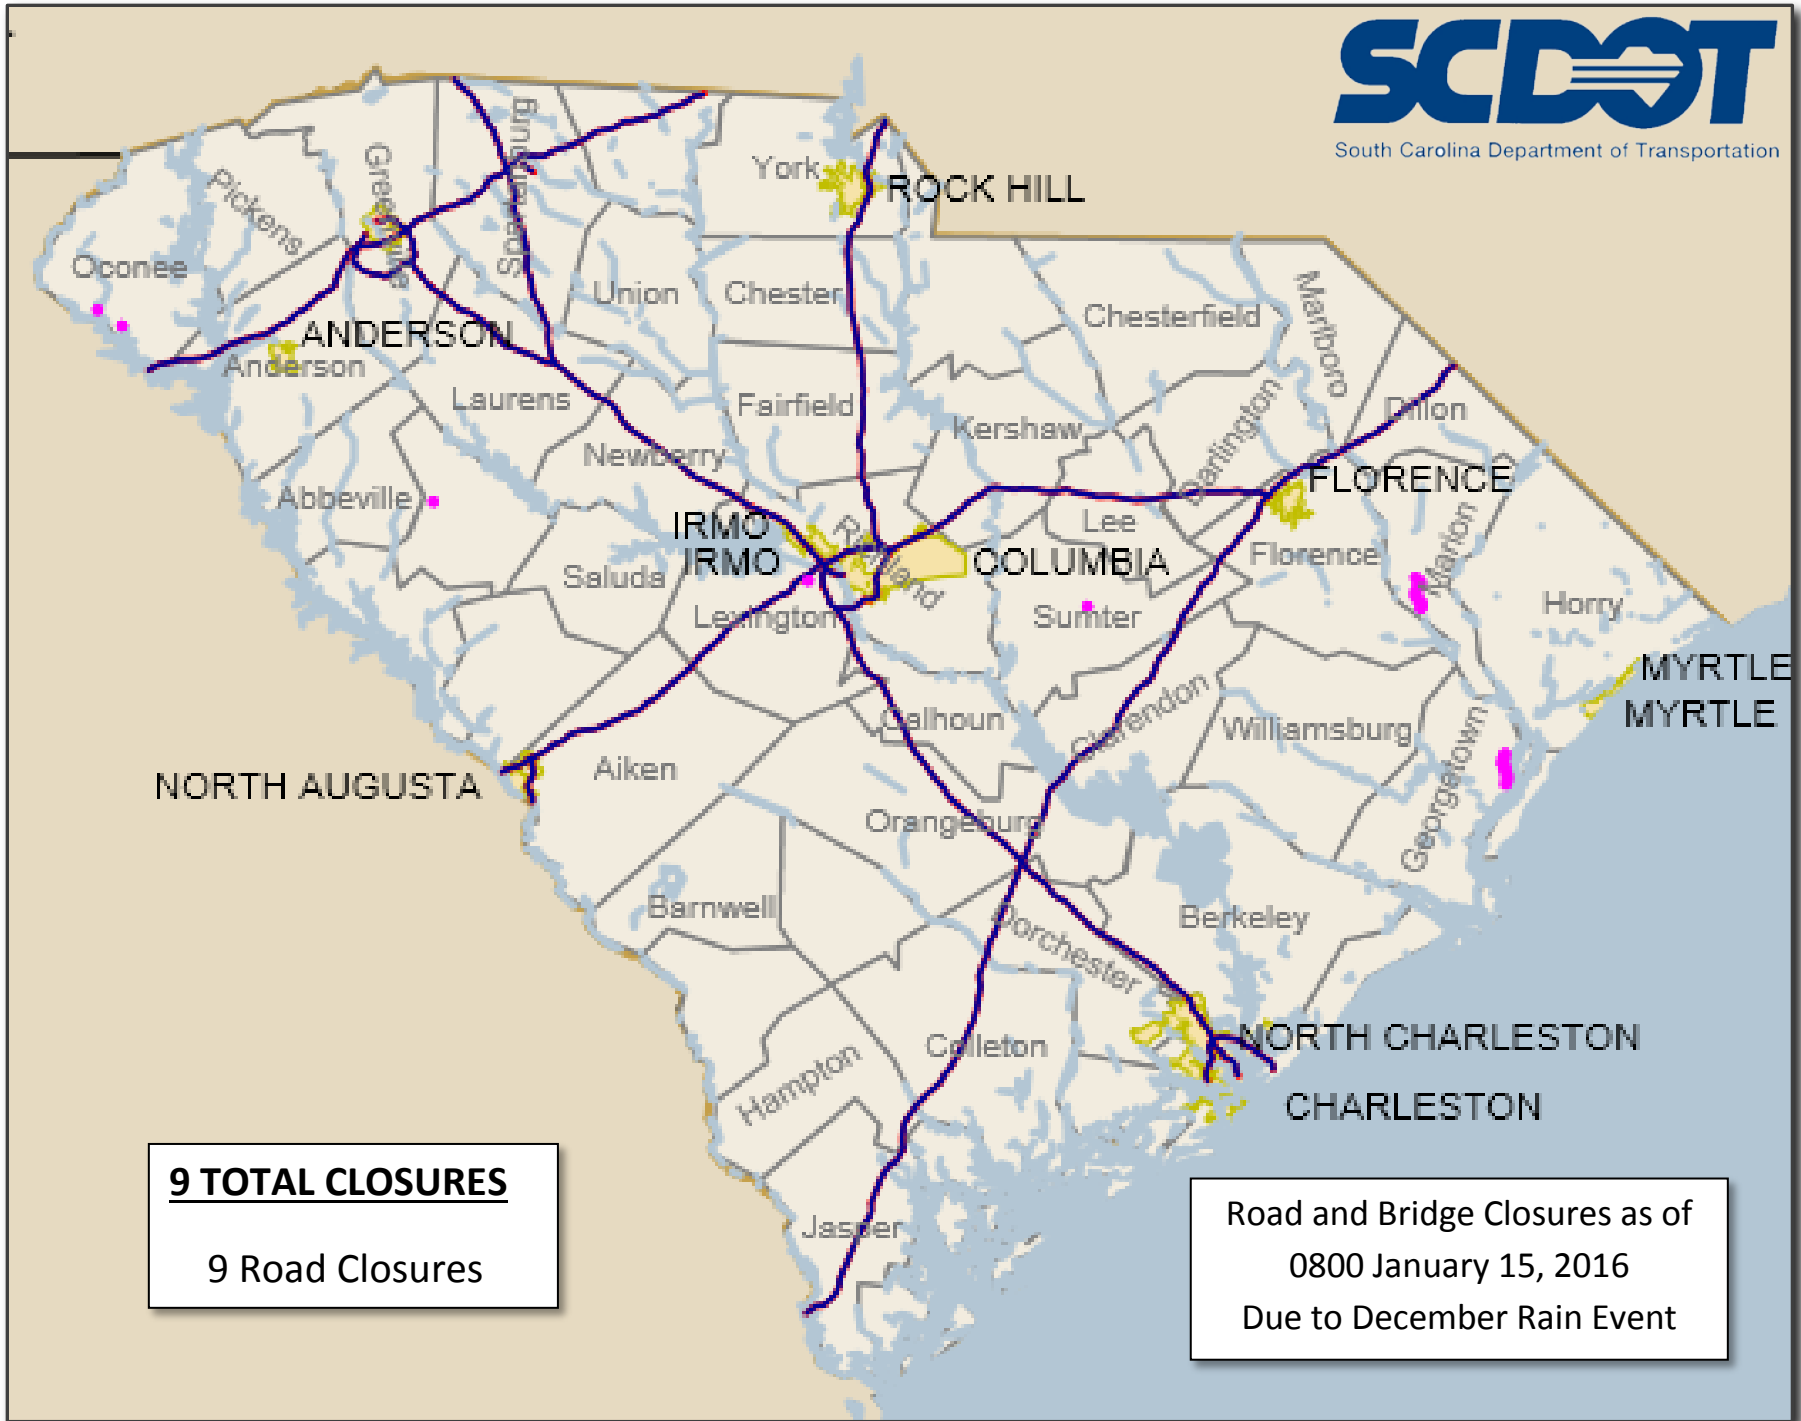 SCDOT
South Carolina Department of Transportation
York
ROCK HILL
Spartanburg
Greenville
Pickens
Oconee
Union
Chester
Chesterfield
Marlboro
ANDERSON
Anderson
Laurens
Fairfield
Kershaw
Darlington
Dillon
Newberry
FLORENCE
Abbeville
IRMO
Richland
Lee
Marion
IRMO
COLUMBIA
Florence
Saluda
Lexington
Sumter
Horry
MYRTLE
MYRTLE
Calhoun
Clarendon
Williamsburg
Georgetown
NORTH AUGUSTA
Aiken
Orangeburg
Barnwell
Dorchester
Berkeley
NORTH CHARLESTON
Colleton
Hampton
CHARLESTON
Jasper
9 TOTAL CLOSURES
9 Road Closures
Road and Bridge Closures as of
0800 January 15, 2016
Due to December Rain Event